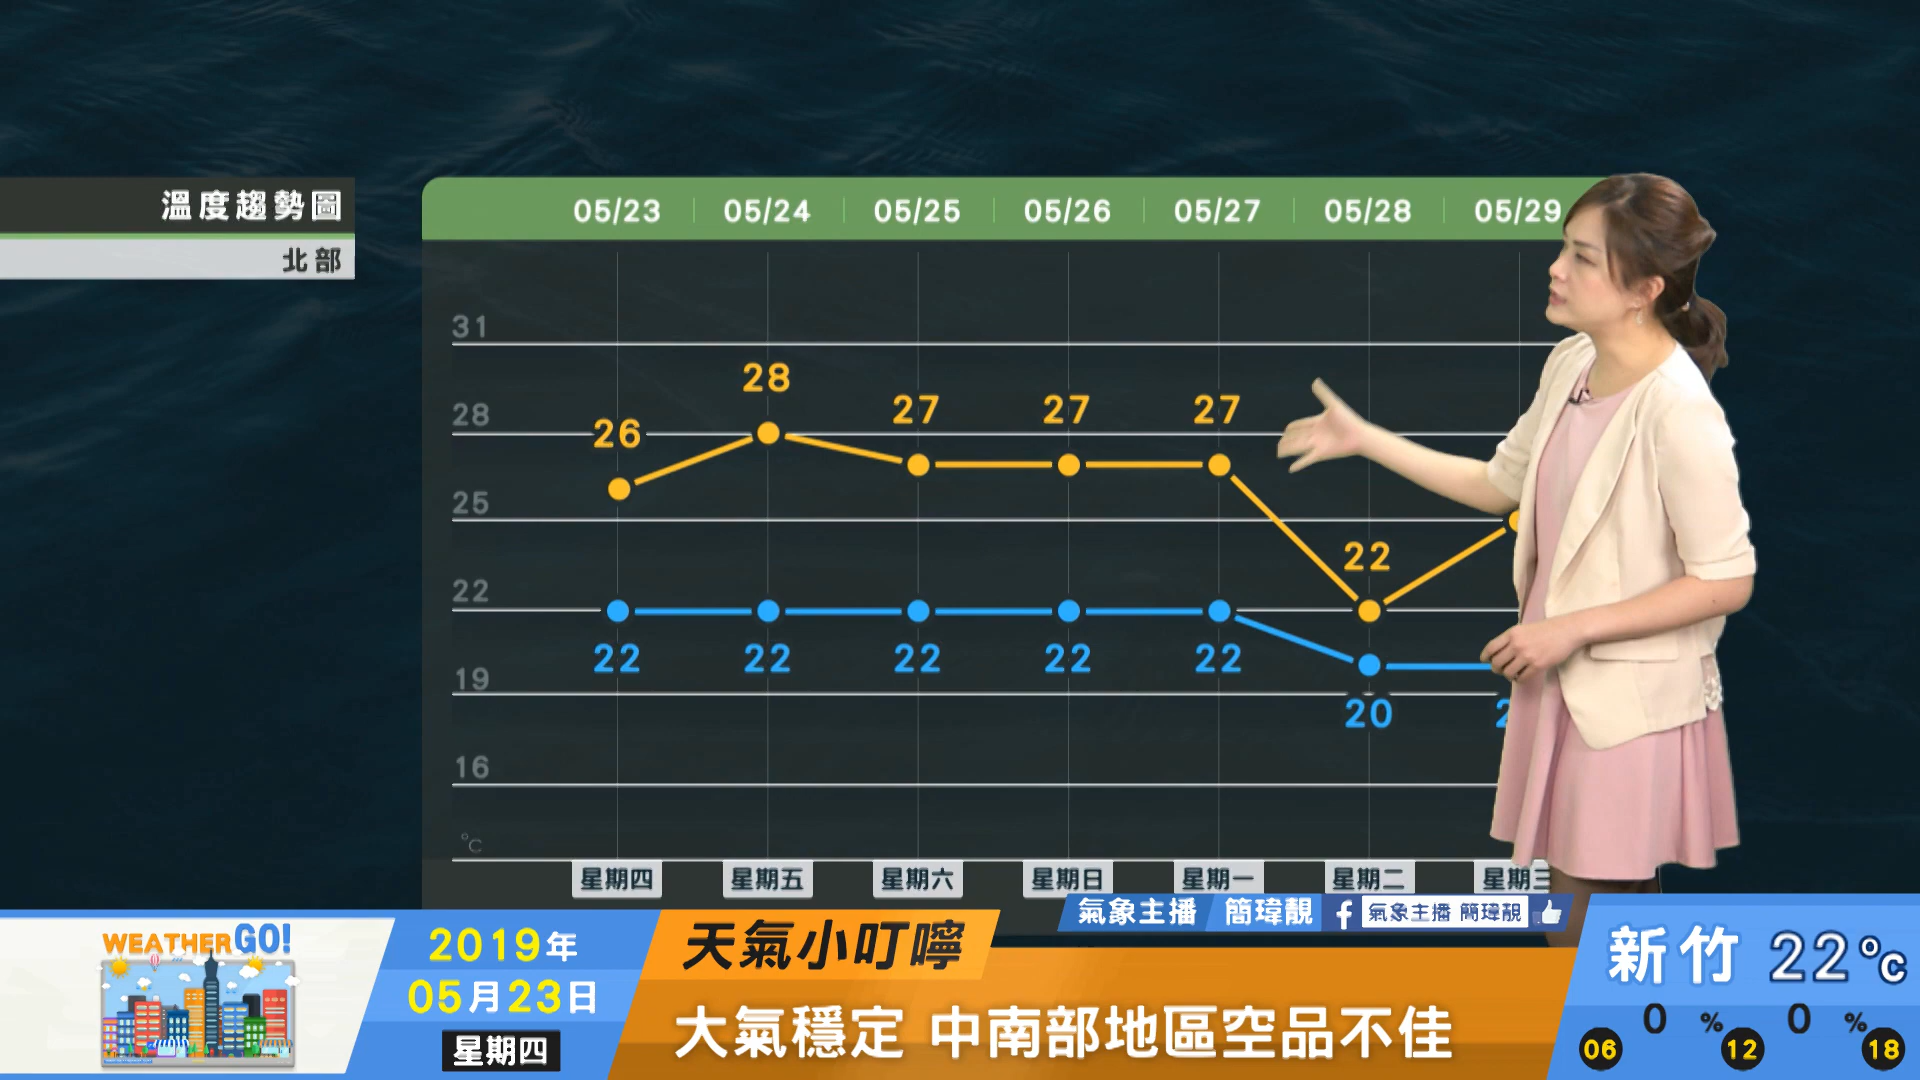 溫度趨勢圖
北部
05/23 05/24 05/25 05/26 05/27 05/28 05/29
31
28
25
22
19
16
°C
26 28 27 27 27 22
22 22 22 22 22 20
星期四 星期五 星期六 星期日 星期一 星期二 星期三
氣象主播 簡瑋靚 氣象主播 簡瑋靚
WEATHER GO!
2019年
05月23日
星期四
天氣小叮嚀
大氣穩定 中南部地區空品不佳
新竹 22°C
0 % 0 %
06 12 18